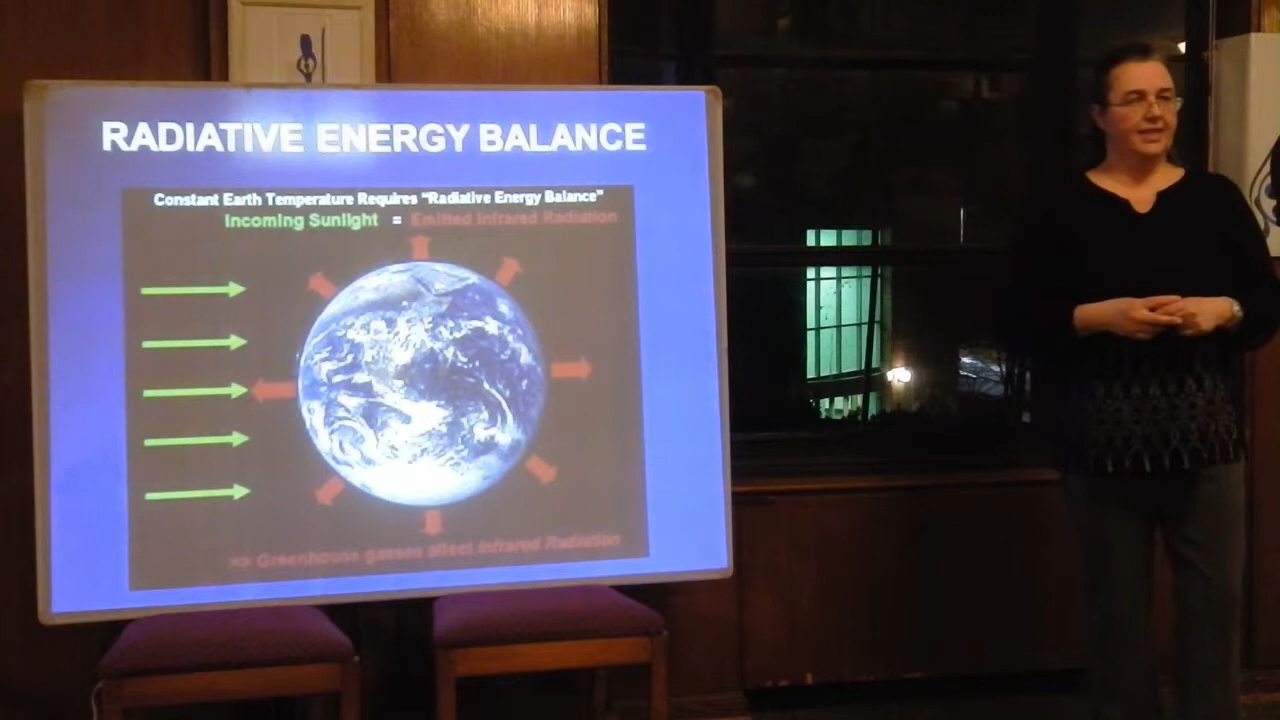 RADIATIVE ENERGY BALANCE
Constant Earth Temperature Requires "Radiative Energy Balance"
Incoming Sunlight = Emitted Infrared Radiation
=> Greenhouse gasses affect Infrared Radiation